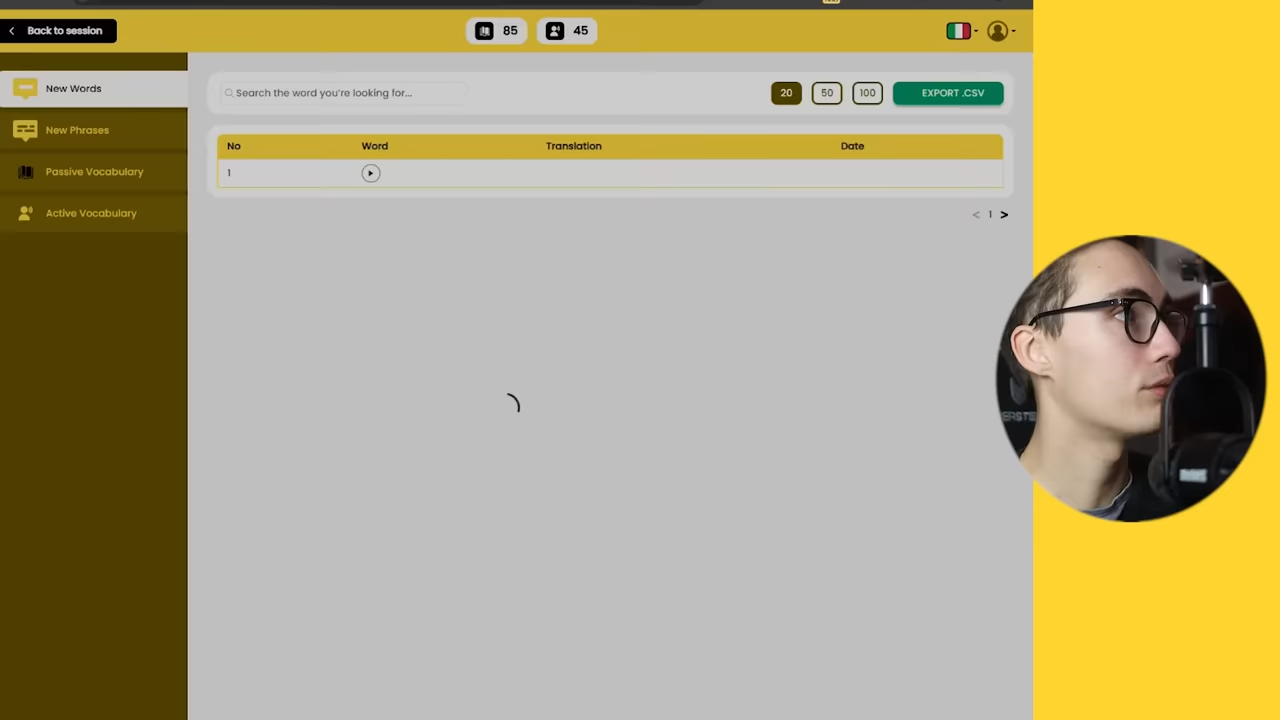 Back to session
85
45
New Words
New Phrases
Passive Vocabulary
Active Vocabulary
Search the word you're looking for...
20
50
100
EXPORT .CSV
No Word Translation Date
1
< 1 >